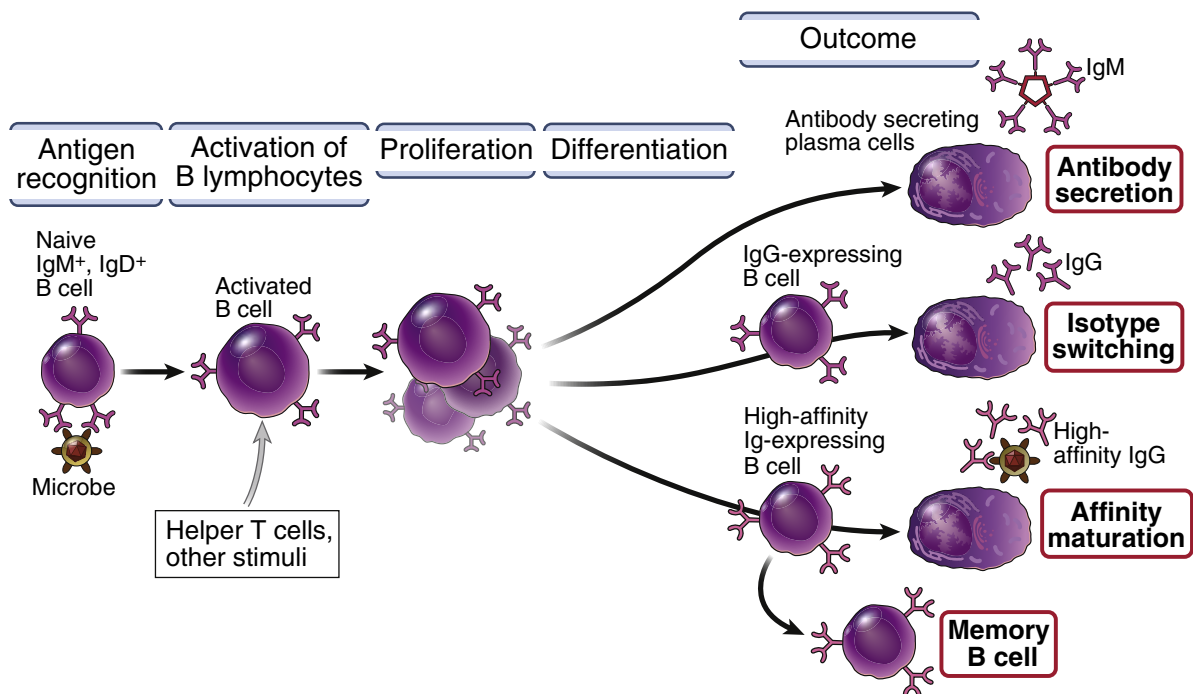 Outcome
IgM
Antibody secreting
plasma cells
Antibody
secretion
Antigen
recognition
Activation of
B lymphocytes
Proliferation
Differentiation
Naive
IgM⁺, IgD⁺
B cell
Activated
B cell
IgG-expressing
B cell
IgG
Isotype
switching
High-affinity
Ig-expressing
B cell
High-
affinity IgG
Microbe
Helper T cells,
other stimuli
Affinity
maturation
Memory
B cell